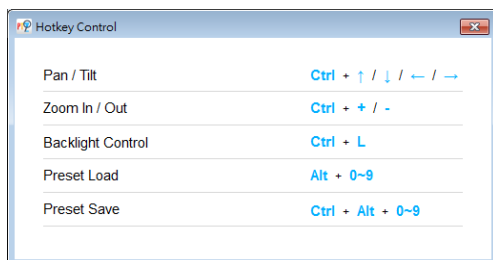 Hotkey Control
Pan / Tilt Ctrl + ↑ / ↓ / ← / →
Zoom In / Out Ctrl + + / -
Backlight Control Ctrl + L
Preset Load Alt + 0~9
Preset Save Ctrl + Alt + 0~9